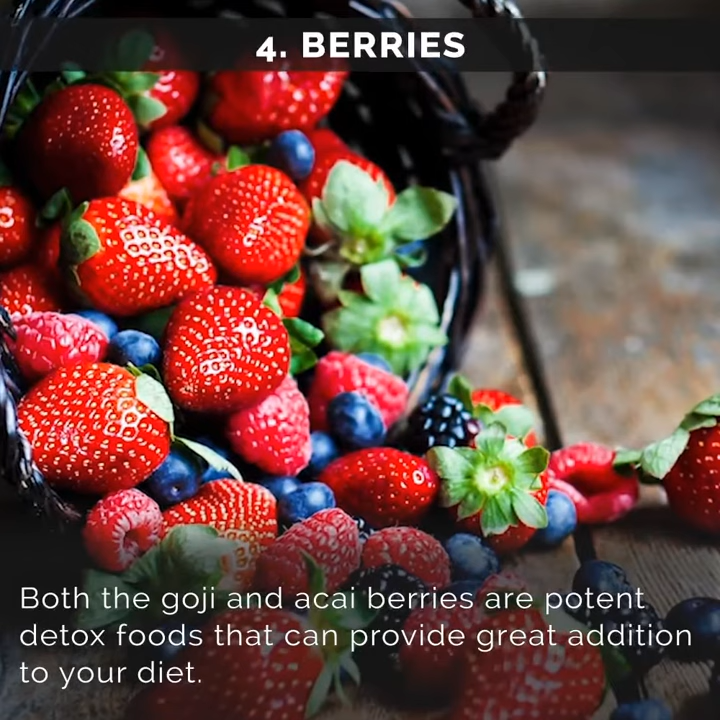 4. BERRIES
Both the goji and acai berries are potent
detox foods that can provide great addition
to your diet.